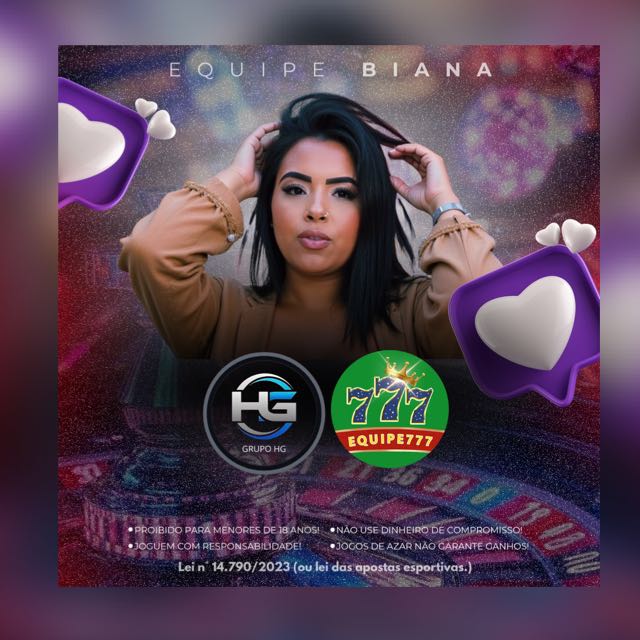 EQUIPE BIANA
HG
GRUPO HG
777
EQUIPE777
•PROIBIDO PARA MENORES DE 18 ANOS! •NÃO USE DINHEIRO DE COMPROMISSO!
•JOGUEM COM RESPONSABILIDADE! •JOGOS DE AZAR NÃO GARANTE GANHOS!
Lei n° 14.790/2023 (ou lei das apostas esportivas.)